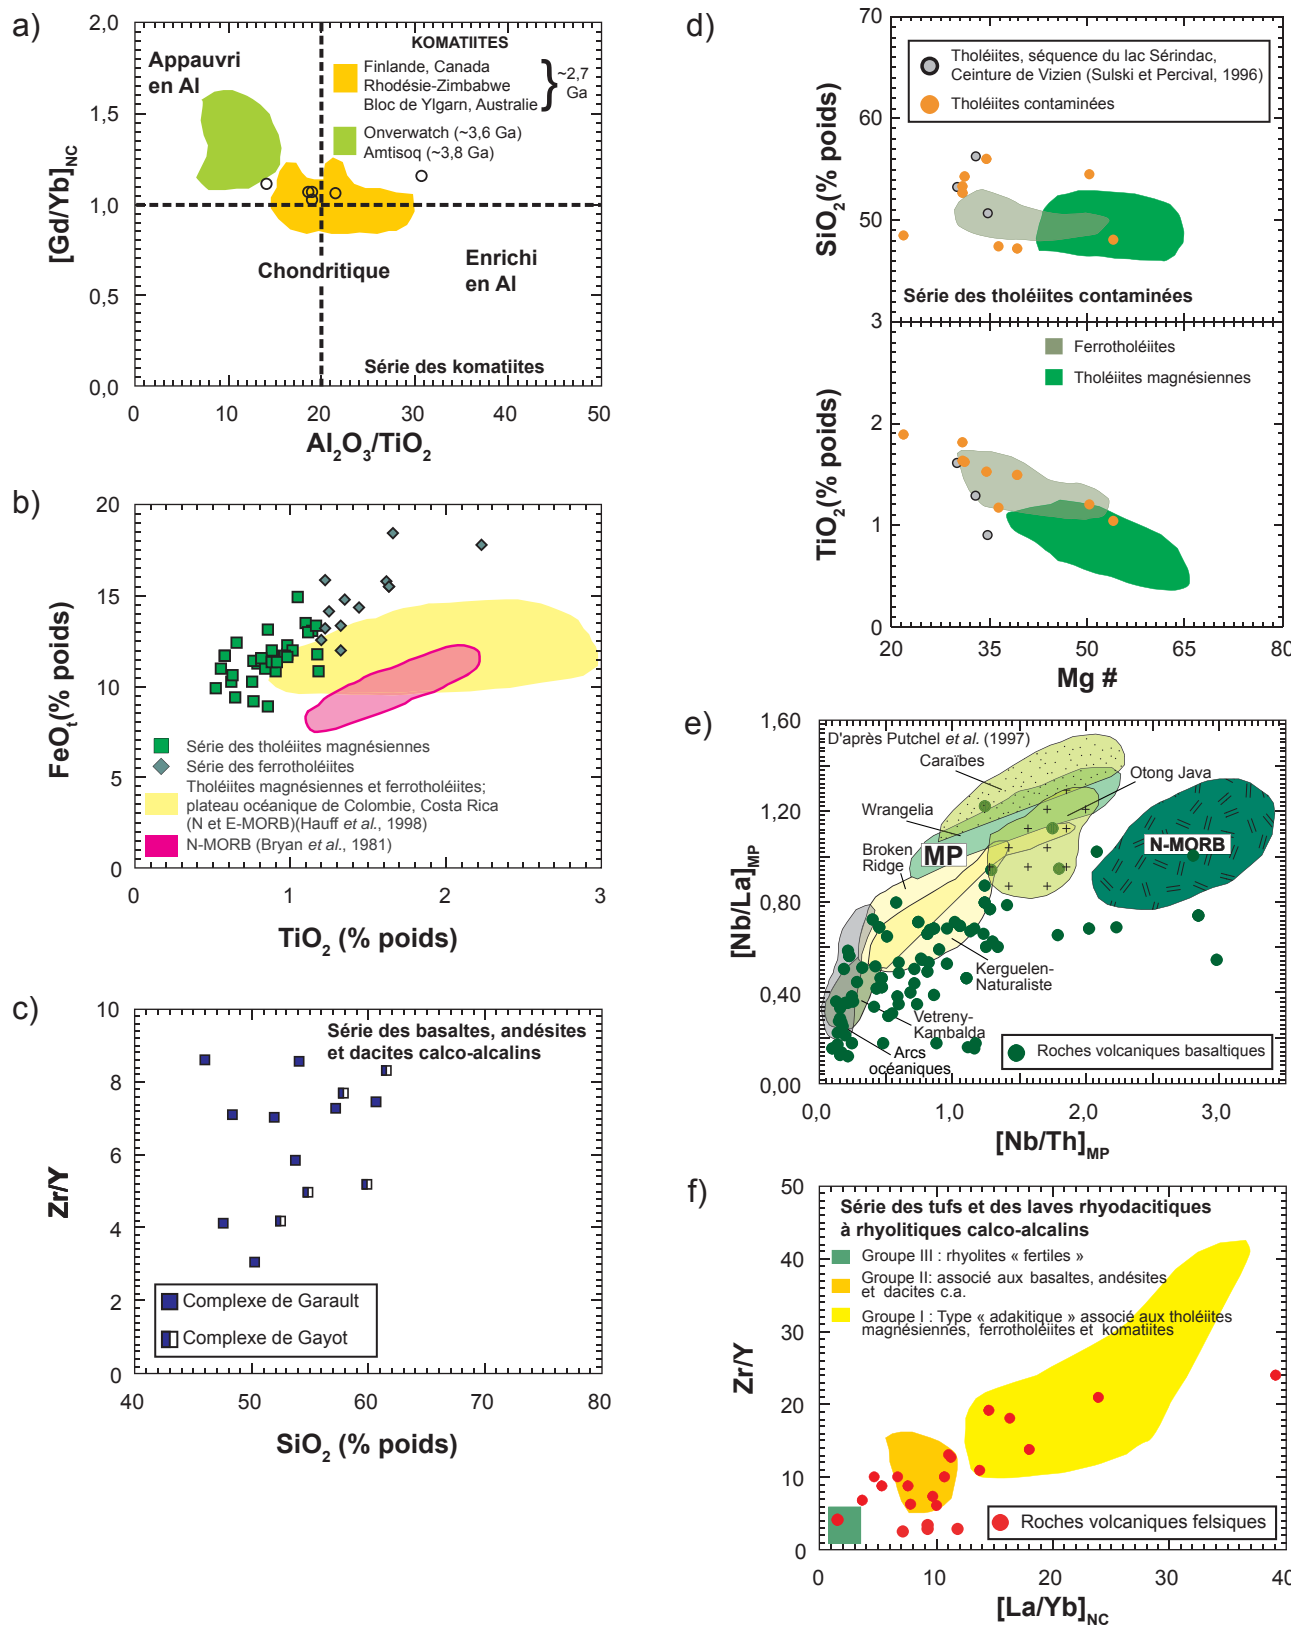 a)
[Gd/Yb]NC
2,0
1,5
1,0
0,5
0,0
Appauvri
en Al
KOMATIITES
Finlande, Canada
Rhodésie-Zimbabwe
Bloc de Ylgarn, Australie
~2,7
Ga
Onverwatch (~3,6 Ga)
Amtisoq (~3,8 Ga)
Chondritique
Enrichi
en Al
Série des komatiites
0 10 20 30 40 50
Al2O3/TiO2
b)
FeOt(% poids)
20
15
10
5
0
Série des tholéiites magnésiennes
Série des ferrotholéiites
Tholéiites magnésiennes et ferrotholéiites;
plateau océanique de Colombie, Costa Rica
(N et E-MORB)(Hauff et al., 1998)
N-MORB (Bryan et al., 1981)
1 2 3
TiO2 (% poids)
c)
Zr/Y
10
8
6
4
2
0
Série des basaltes, andésites
et dacites calco-alcalins
Complexe de Garault
Complexe de Gayot
40 50 60 70 80
SiO2 (% poids)
d)
SiO2(% poids)
70
60
50
40
30
Tholéiites, séquence du lac Sérindac,
Ceinture de Vizien (Sulski et Percival, 1996)
Tholéiites contaminées
Série des tholéiites contaminées
TiO2(% poids)
3
2
1
0
Ferrotholéiites
Tholéiites magnésiennes
20 35 50 65 80
Mg #
e)
[Nb/La]MP
1,60
1,20
0,80
0,40
0,00
D'après Putchel et al. (1997)
Caraïbes
Otong Java
Wrangelia
Broken
Ridge
MP
N-MORB
Kerguelen-
Naturaliste
Vetreny-
Kambalda
Arcs
océaniques
Roches volcaniques basaltiques
0,0 1,0 2,0 3,0
[Nb/Th]MP
f)
Zr/Y
50
40
30
20
10
0
Série des tufs et des laves rhyodacitiques
à rhyolitiques calco-alcalins
Groupe III : rhyolites « fertiles »
Groupe II: associé aux basaltes, andésites
et dacites c.a.
Groupe I : Type « adakitique » associé aux tholéiites
magnésiennes, ferrotholéiites et komatiites
Roches volcaniques felsiques
0 10 20 30 40
[La/Yb]NC